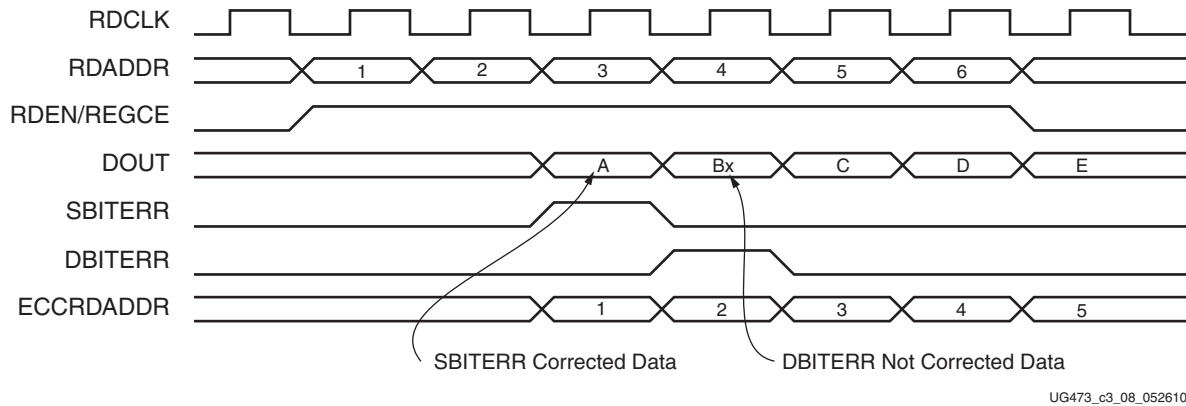 RDCLK
RDADDR 1 2 3 4 5 6
RDEN/REGCE
DOUT A Bx C D E
SBITERR
DBITERR
ECCRDADDR 1 2 3 4 5
SBITERR Corrected Data DBITERR Not Corrected Data
UG473_c3_08_052610